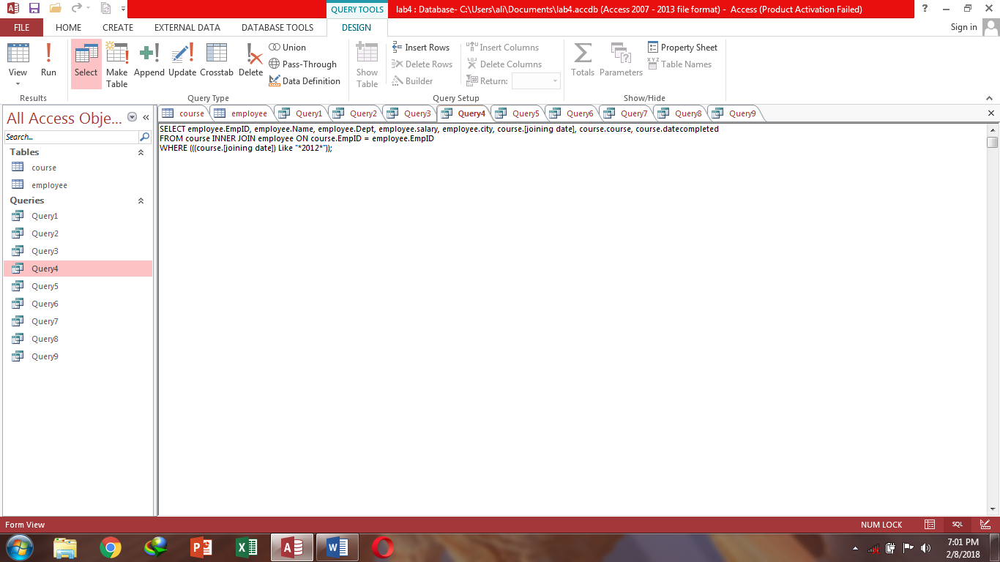 QUERY TOOLS
lab4 : Database- C:\Users\ali\Documents\lab4.accdb (Access 2007 - 2013 file format) - Access (Product Activation Failed)
FILE HOME CREATE EXTERNAL DATA DATABASE TOOLS DESIGN Sign in
View Run Select Make Table Append Update Crosstab Delete
Union
Pass-Through
Data Definition
Show Table
Insert Rows
Delete Rows
Builder
Insert Columns
Delete Columns
Return:
Totals Parameters
Property Sheet
Table Names
Results Query Type Query Setup Show/Hide
All Access Obje...
Search...
Tables
course
employee
Queries
Query1
Query2
Query3
Query4
Query5
Query6
Query7
Query8
Query9
course employee Query1 Query2 Query3 Query4 Query5 Query6 Query7 Query8 Query9
SELECT employee.EmpID, employee.Name, employee.Dept, employee.salary, employee.city, course.[joining date], course.course, course.datecompleted
FROM course INNER JOIN employee ON course.EmpID = employee.EmpID
WHERE (((course.[joining date]) Like "*2012*"));
Form View NUM LOCK SQL
7:01 PM
2/8/2018